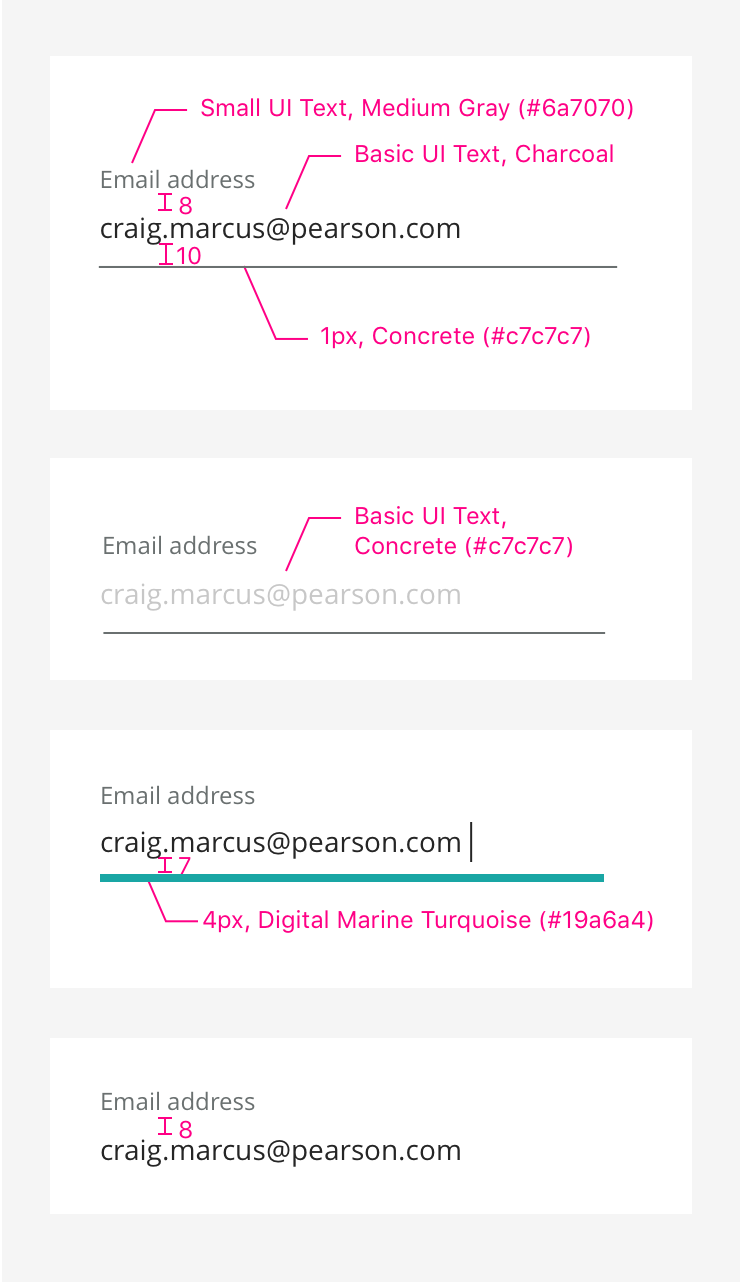 Small UI Text, Medium Gray (#6a7070)
Basic UI Text, Charcoal
Email address
8
craig.marcus@pearson.com
10
1px, Concrete (#c7c7c7)
Basic UI Text,
Concrete (#c7c7c7)
Email address
craig.marcus@pearson.com
Email address
craig.marcus@pearson.com
7
4px, Digital Marine Turquoise (#19a6a4)
Email address
8
craig.marcus@pearson.com